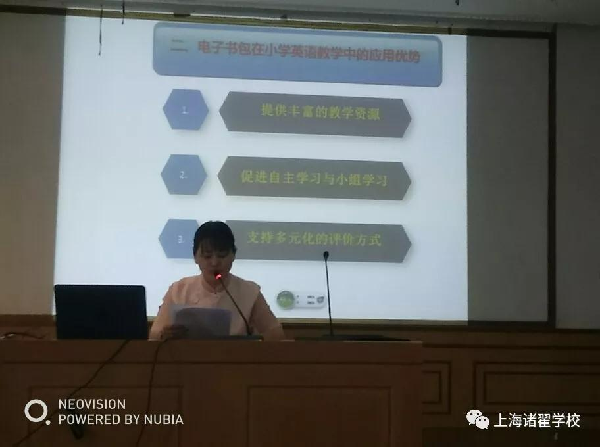 二 电子书包在小学英语教学中的应用优势
1. 提供丰富的教学资源
2. 促进自主学习与小组学习
3. 支持多元化的评价方式
NEOVISION
POWERED BY NUBIA
上海诸翟学校